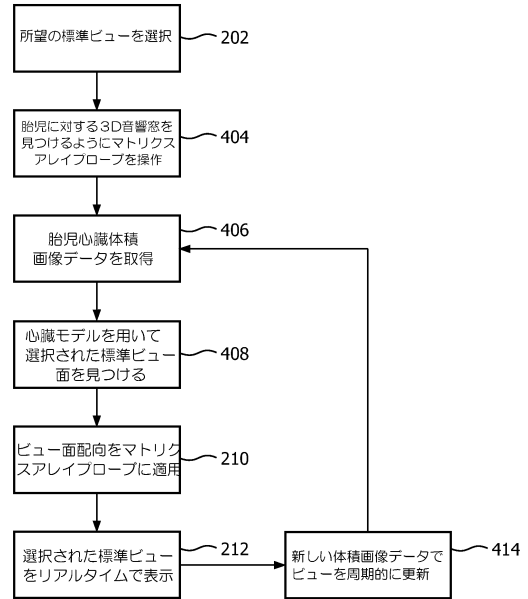 所望の標準ビューを選択
202
胎児に対する3D音響窓を
見つけるようにマトリクス
アレイプローブを操作
404
胎児心臓体積
画像データを取得
406
心臓モデルを用いて
選択された標準ビュー
面を見つける
408
ビュー面配向をマトリク
スアレイプローブに適用
210
選択された標準ビュー
をリアルタイムで表示
212
新しい体積画像データで
ビューを周期的に更新
414